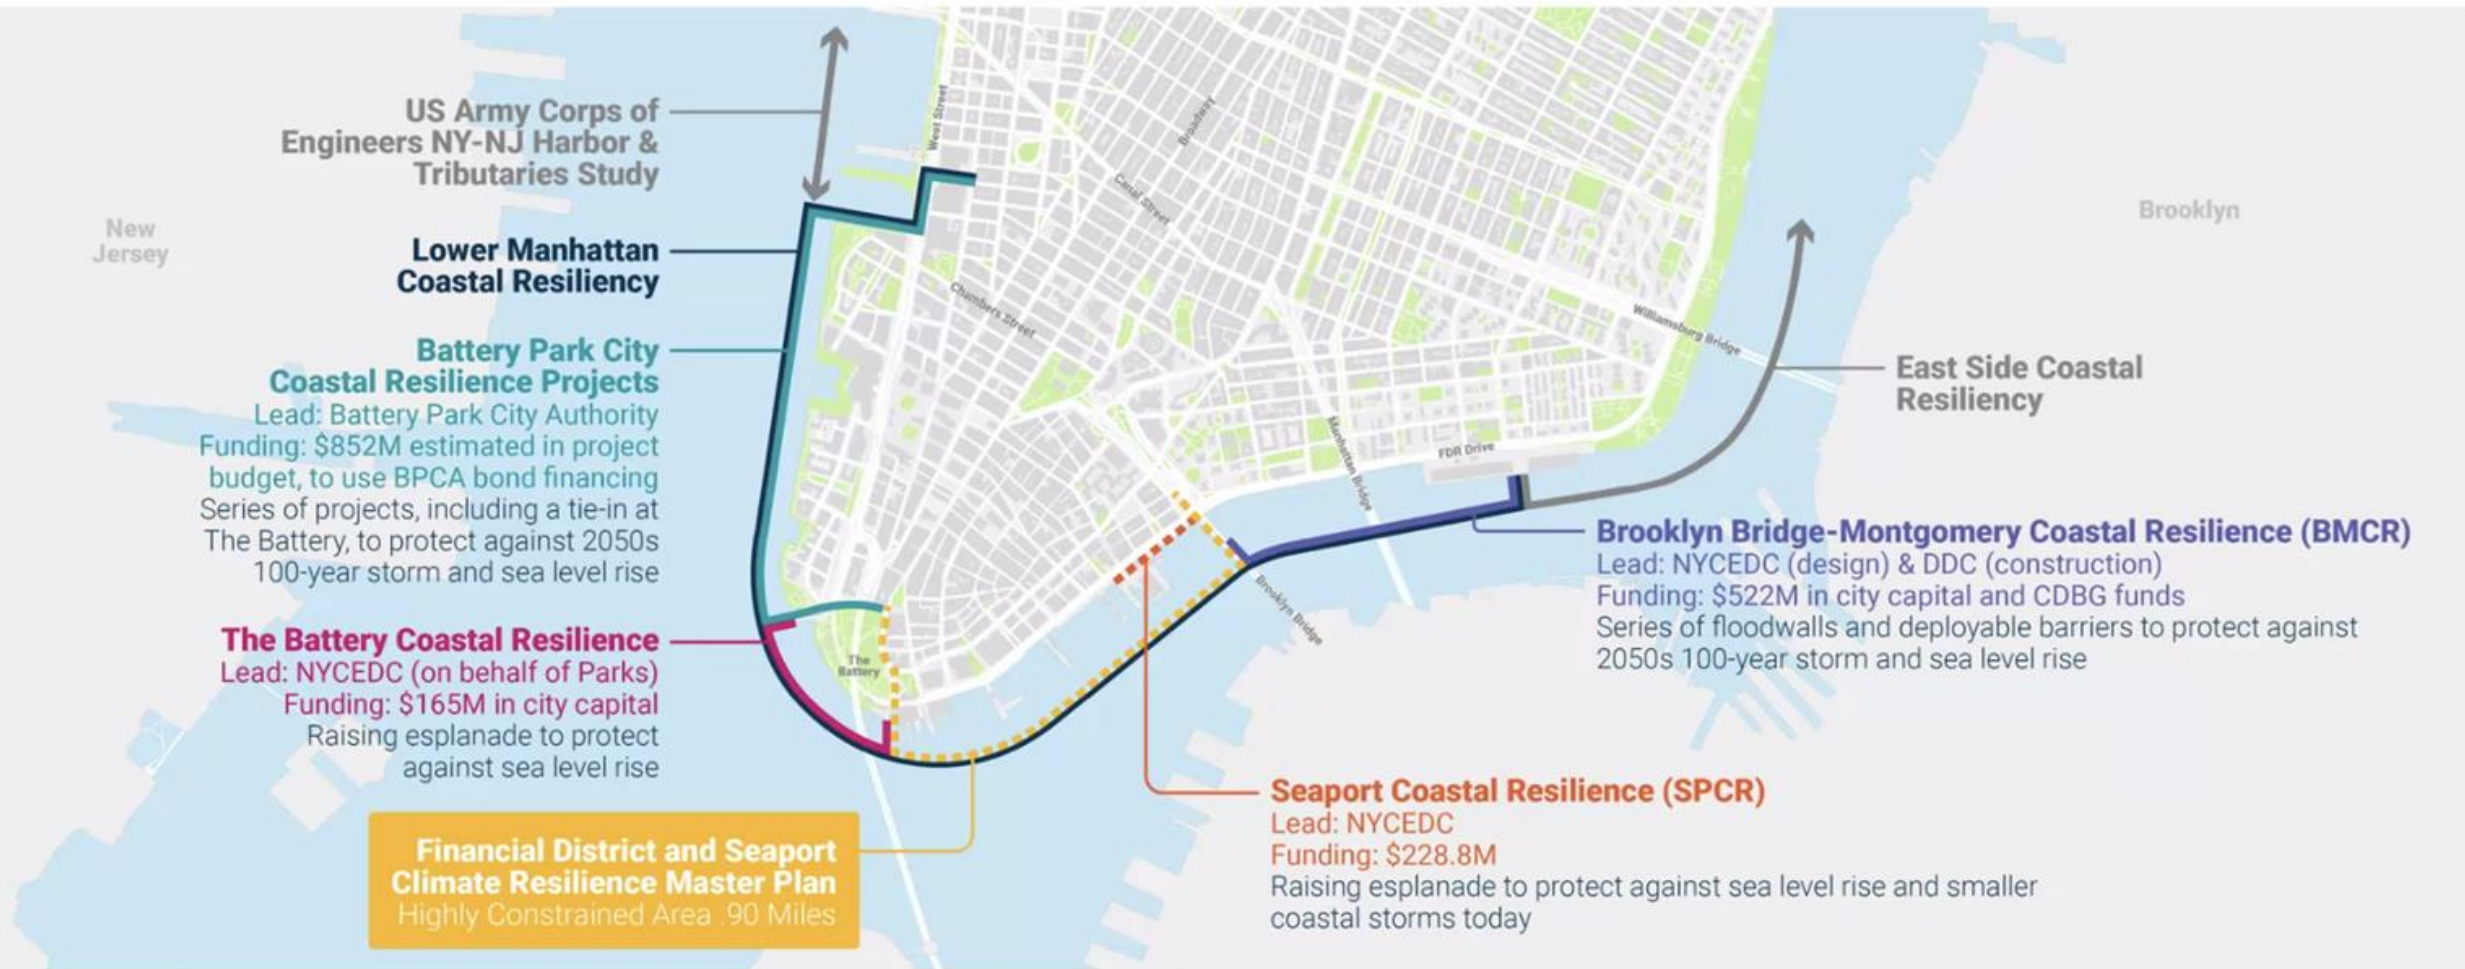 US Army Corps of
Engineers NY-NJ Harbor &
Tributaries Study
New
Jersey
Lower Manhattan
Coastal Resiliency
Battery Park City
Coastal Resilience Projects
Lead: Battery Park City Authority
Funding: $852M estimated in project
budget, to use BPCA bond financing
Series of projects, including a tie-in at
The Battery, to protect against 2050s
100-year storm and sea level rise
The Battery Coastal Resilience
Lead: NYCEDC (on behalf of Parks)
Funding: $165M in city capital
Raising esplanade to protect
against sea level rise
Financial District and Seaport
Climate Resilience Master Plan
Highly Constrained Area .90 Miles
West Street
Broadway
Canal Street
Chambers Street
Williamsburg Bridge
Manhattan Bridge
FDR Drive
Brooklyn Bridge
The
Battery
Brooklyn
East Side Coastal
Resiliency
Brooklyn Bridge-Montgomery Coastal Resilience (BMCR)
Lead: NYCEDC (design) & DDC (construction)
Funding: $522M in city capital and CDBG funds
Series of floodwalls and deployable barriers to protect against
2050s 100-year storm and sea level rise
Seaport Coastal Resilience (SPCR)
Lead: NYCEDC
Funding: $228.8M
Raising esplanade to protect against sea level rise and smaller
coastal storms today